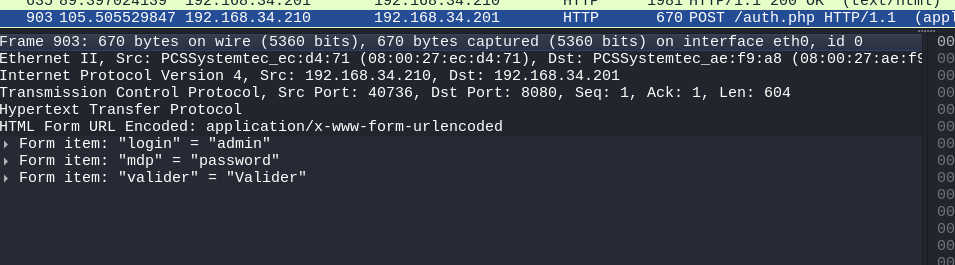 635 89.397024139 192.168.34.201 192.168.34.210 HTTP 1981 HTTP/1.1 200 OK (text/html)
903 105.505529847 192.168.34.210 192.168.34.201 HTTP 670 POST /auth.php HTTP/1.1 (appl
Frame 903: 670 bytes on wire (5360 bits), 670 bytes captured (5360 bits) on interface eth0, id 0
Ethernet II, Src: PCSSystemtec_ec:d4:71 (08:00:27:ec:d4:71), Dst: PCSSystemtec_ae:f9:a8 (08:00:27:ae:f9
Internet Protocol Version 4, Src: 192.168.34.210, Dst: 192.168.34.201
Transmission Control Protocol, Src Port: 40736, Dst Port: 8080, Seq: 1, Ack: 1, Len: 604
Hypertext Transfer Protocol
HTML Form URL Encoded: application/x-www-form-urlencoded
Form item: "login" = "admin"
Form item: "mdp" = "password"
Form item: "valider" = "Valider"
00
00
00
00
00
00
00
00
00
00
00
00
00
00